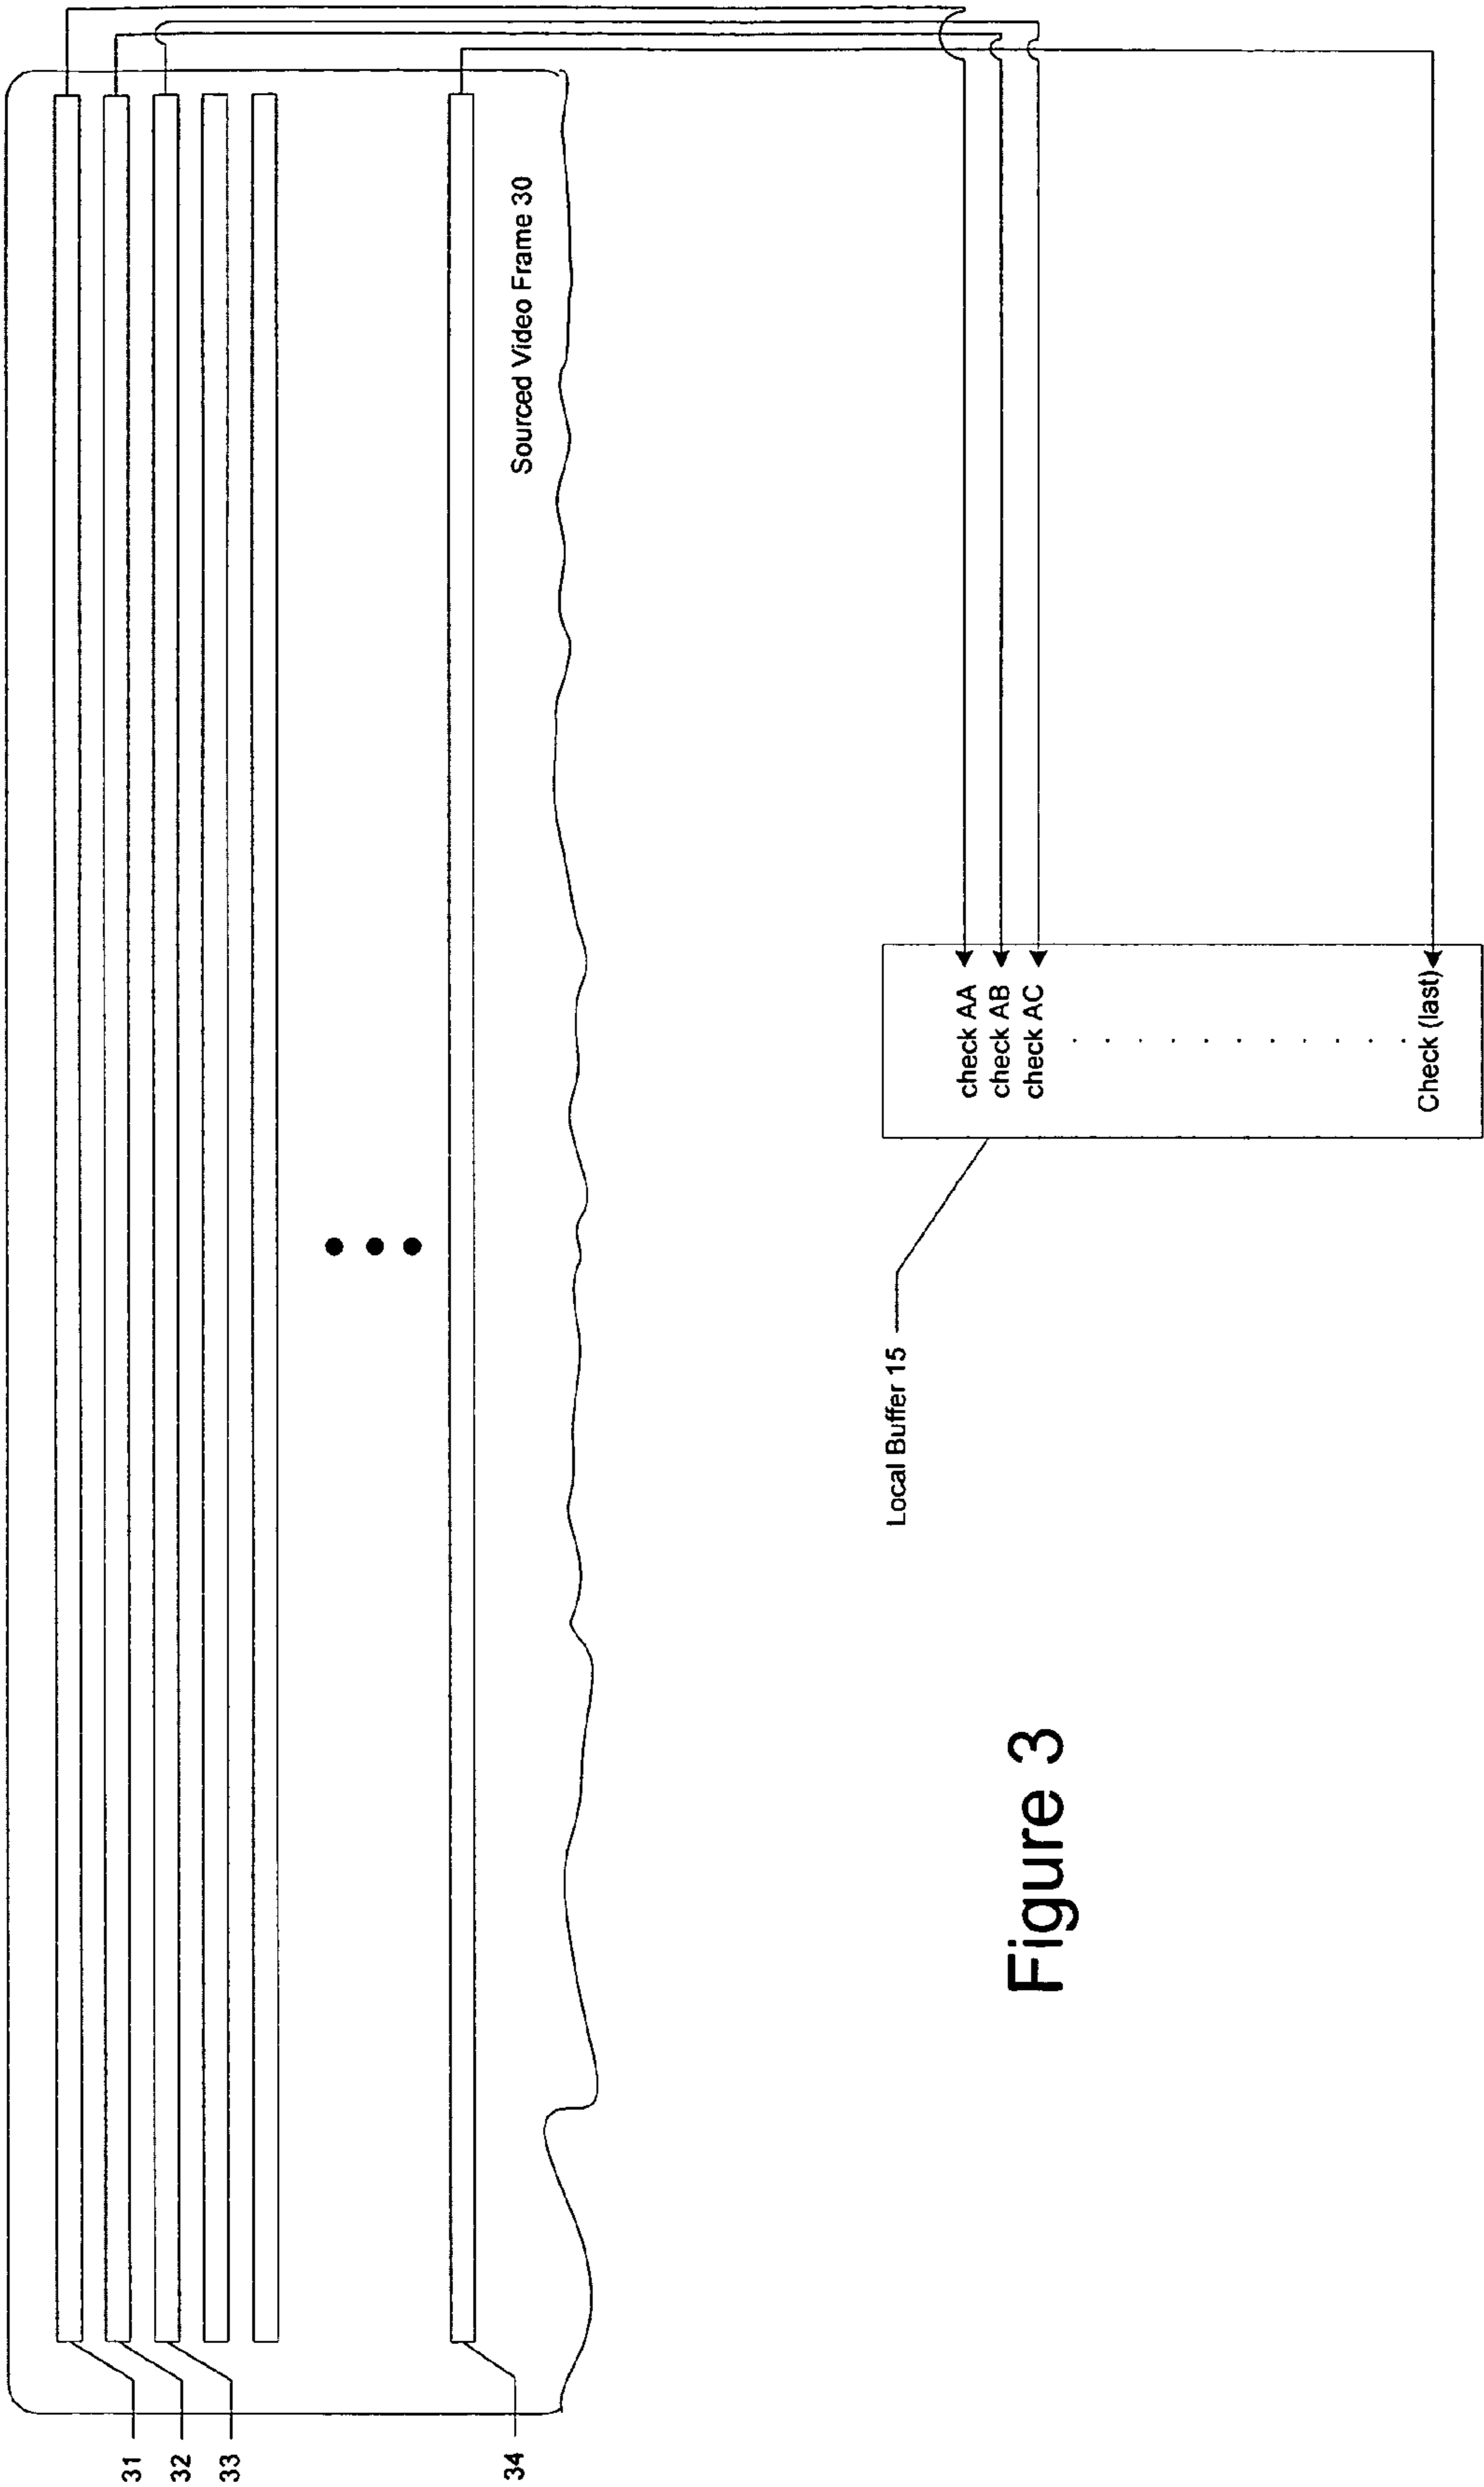 31
32
33
34
Sourced Video Frame 30
Local Buffer 15
check AA
check AB
check AC
. . . . . . . . . . .
Check (last)
Figure 3